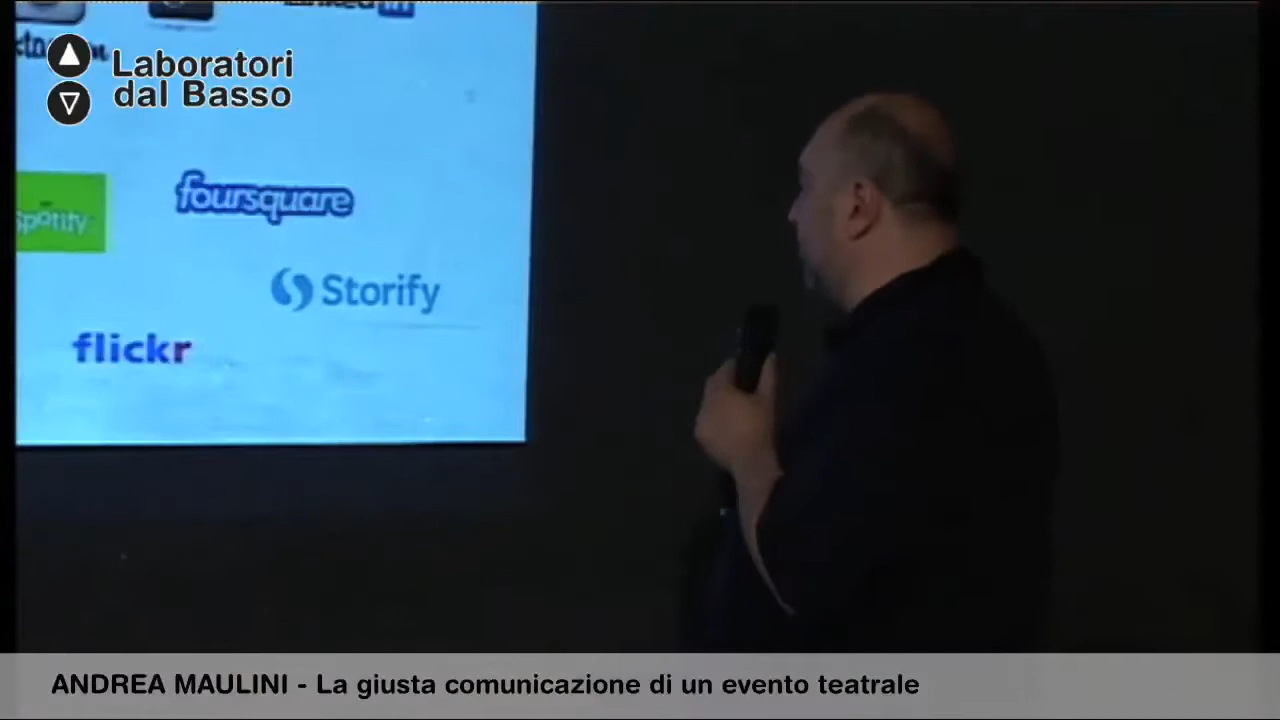 Laboratori
dal Basso
foursquare
Spotify
Storify
flickr
ANDREA MAULINI - La giusta comunicazione di un evento teatrale